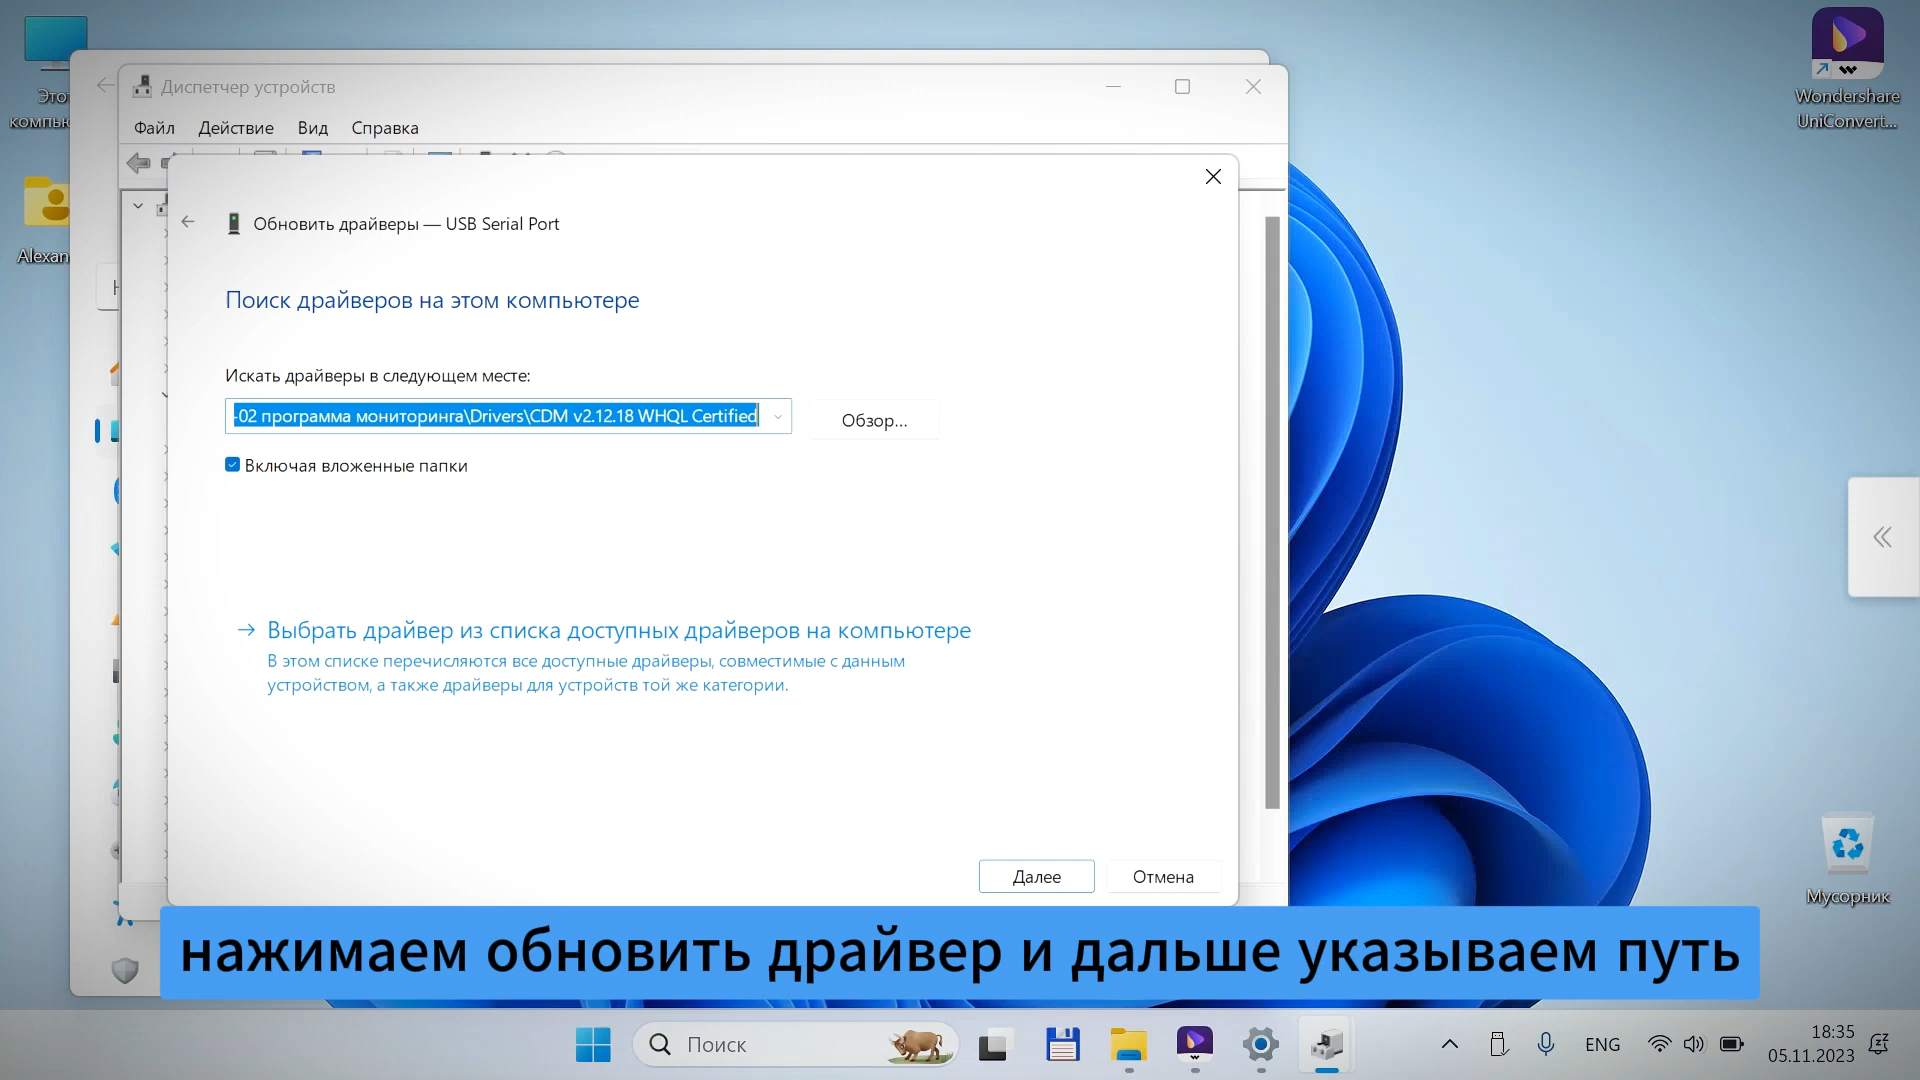 Wondershare
UniConvert...
Диспетчер устройств
Файл Действие Вид Справка
Обновить драйверы — USB Serial Port
Alexan
Поиск драйверов на этом компьютере
Искать драйверы в следующем месте:
-02 программа мониторинга\Drivers\CDM v2.12.18 WHQL Certified
Обзор...
Включая вложенные папки
Выбрать драйвер из списка доступных драйверов на компьютере
В этом списке перечисляются все доступные драйверы, совместимые с данным
устройством, а также драйверы для устройств той же категории.
Далее Отмена
Мусорник
нажимаем обновить драйвер и дальше указываем путь
Поиск
ENG
18:35
05.11.2023